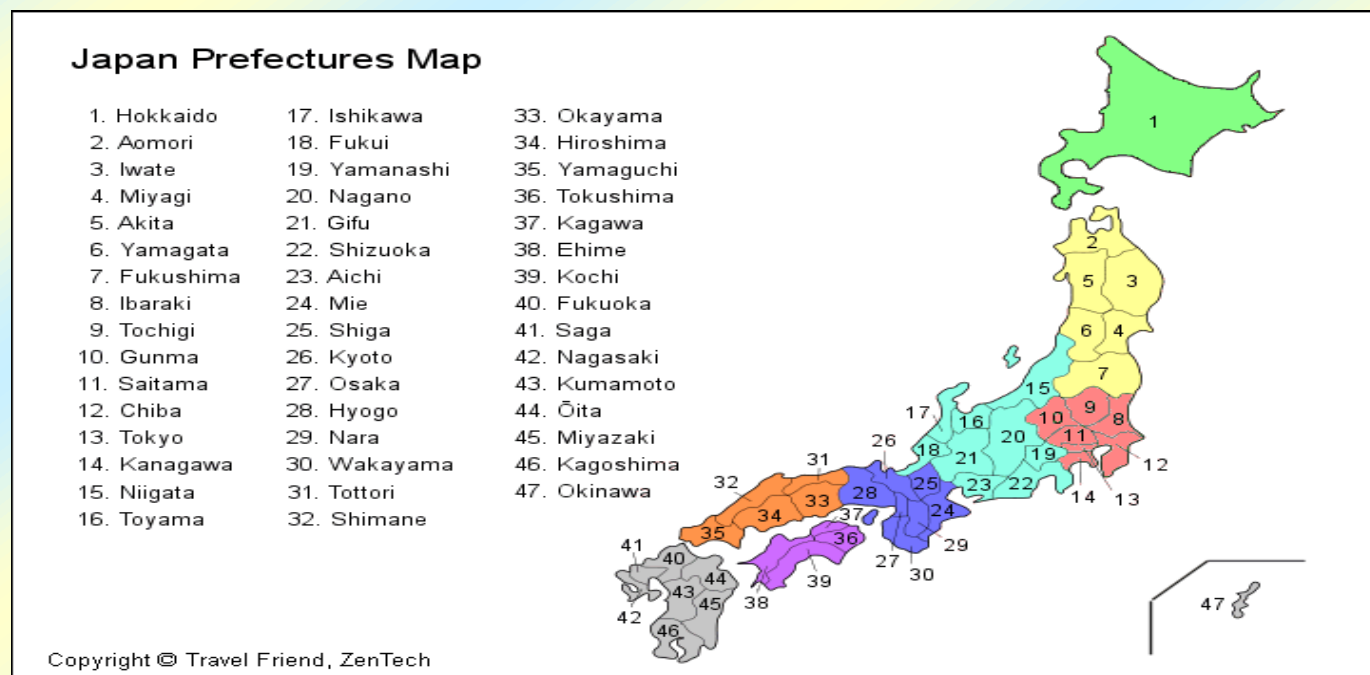 Japan Prefectures Map
1. Hokkaido
2. Aomori
3. Iwate
4. Miyagi
5. Akita
6. Yamagata
7. Fukushima
8. Ibaraki
9. Tochigi
10. Gunma
11. Saitama
12. Chiba
13. Tokyo
14. Kanagawa
15. Niigata
16. Toyama
17. Ishikawa
18. Fukui
19. Yamanashi
20. Nagano
21. Gifu
22. Shizuoka
23. Aichi
24. Mie
25. Shiga
26. Kyoto
27. Osaka
28. Hyogo
29. Nara
30. Wakayama
31. Tottori
32. Shimane
33. Okayama
34. Hiroshima
35. Yamaguchi
36. Tokushima
37. Kagawa
38. Ehime
39. Kochi
40. Fukuoka
41. Saga
42. Nagasaki
43. Kumamoto
44. Ōita
45. Miyazaki
46. Kagoshima
47. Okinawa
1
2
5
3
6
4
7
15
17
16
10
9
8
20
11
26
18
21
19
12
31
14
13
32
28
25
23
22
33
24
34
37
35
36
29
41
40
27
30
39
44
38
43
42
45
47
46
Copyright © Travel Friend, ZenTech